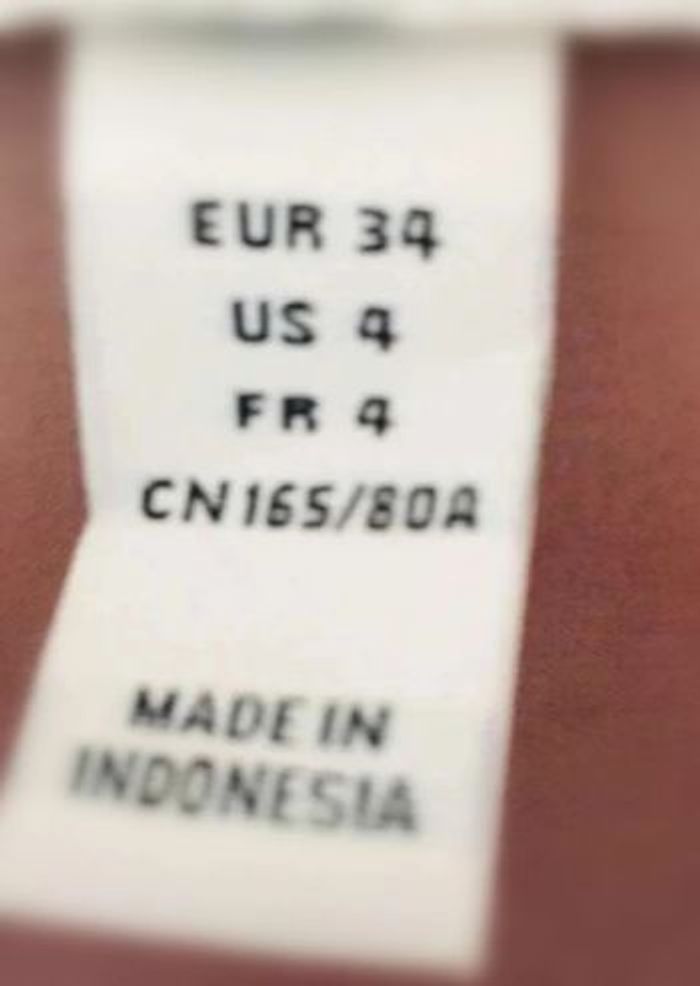 EUR 34
US 4
FR 4
CN165/80A
MADE IN
INDONESIA